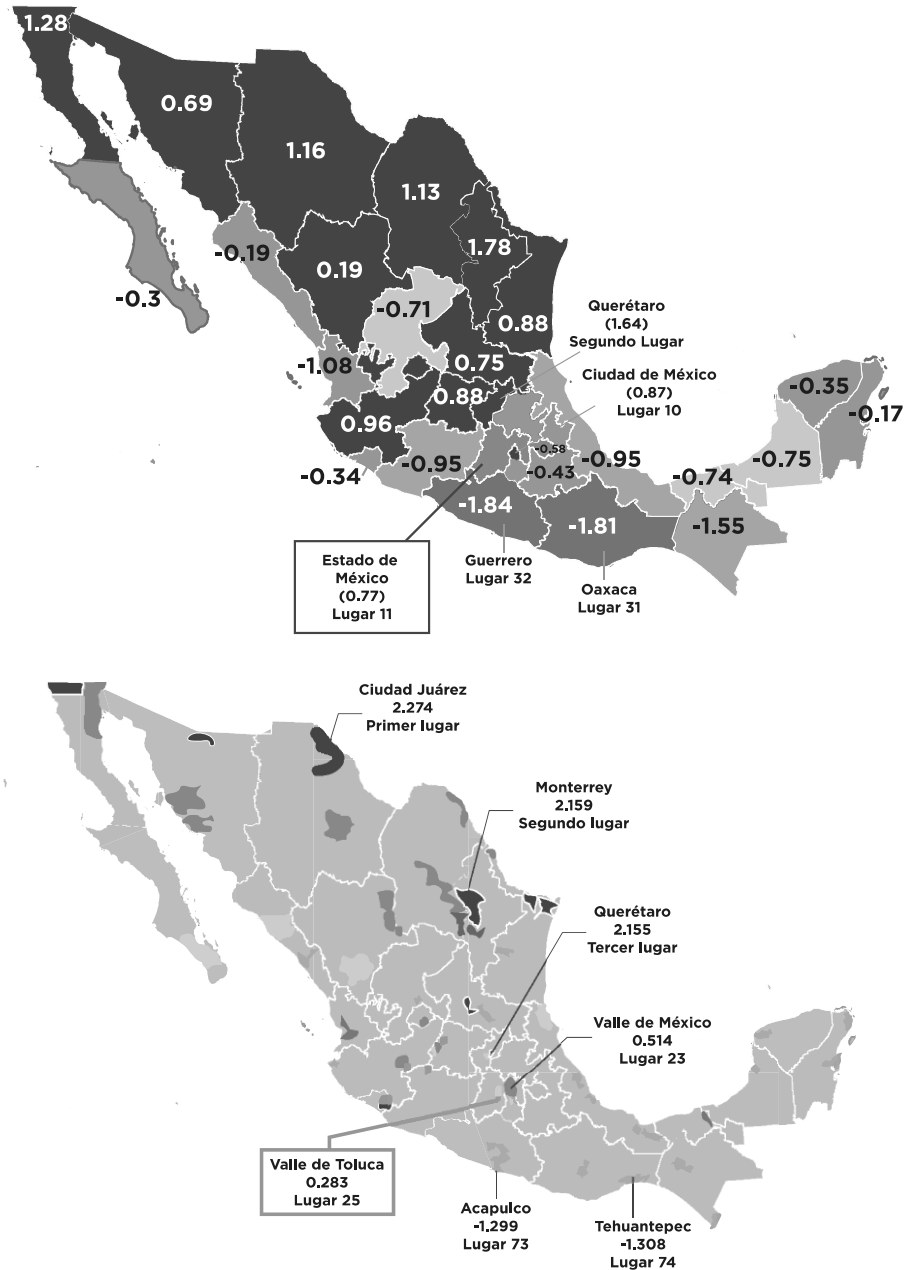 1.28
0.69
1.16
1.13
1.78
-0.19
0.19
-0.3
-0.71
0.88
Querétaro
(1.64)
Segundo Lugar
-1.08
0.75
Ciudad de México
(0.87)
Lugar 10
0.88
0.96
-0.35
-0.17
-0.34
-0.95
-0.58
-0.43
-0.95
-0.74
-0.75
-1.84
-1.81
-1.55
Estado de
México
(0.77)
Lugar 11
Guerrero
Lugar 32
Oaxaca
Lugar 31
Ciudad Juárez
2.274
Primer lugar
Monterrey
2.159
Segundo lugar
Querétaro
2.155
Tercer lugar
Valle de México
0.514
Lugar 23
Valle de Toluca
0.283
Lugar 25
Acapulco
-1.299
Lugar 73
Tehuantepec
-1.308
Lugar 74